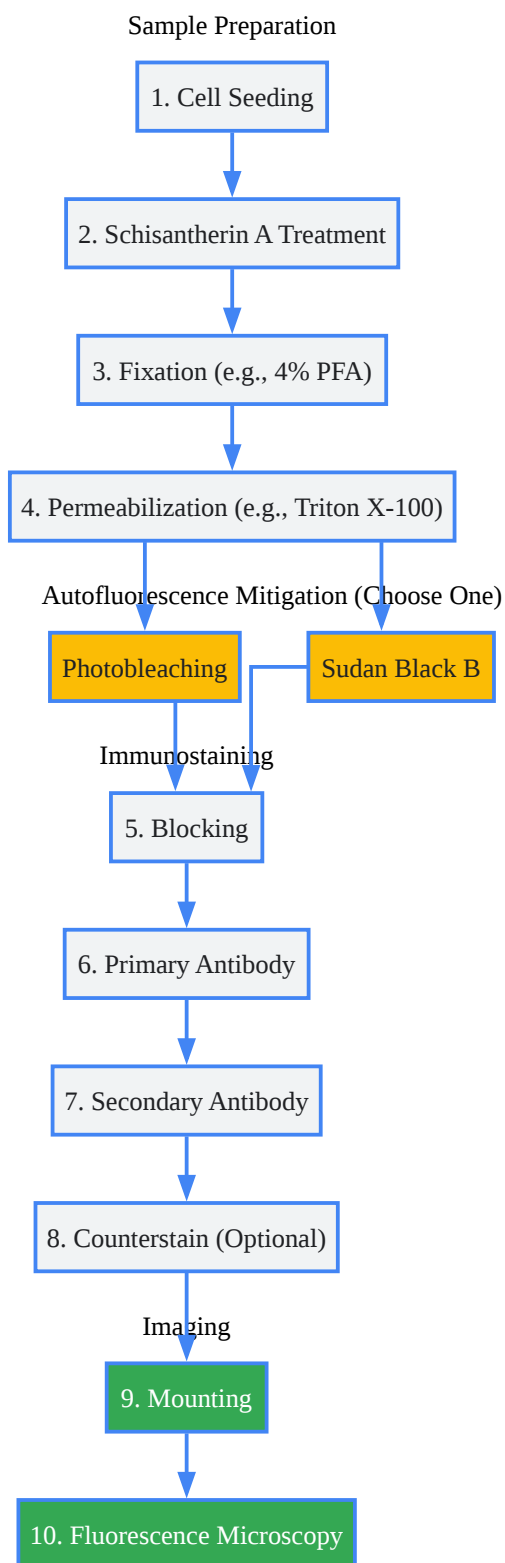 Sample Preparation
1. Cell Seeding
2. Schisantherin A Treatment
3. Fixation (e.g., 4% PFA)
4. Permeabilization (e.g., Triton X-100)
Autofluorescence Mitigation (Choose One)
Photobleaching
Sudan Black B
Immunostaining
5. Blocking
6. Primary Antibody
7. Secondary Antibody
8. Counterstain (Optional)
Imaging
9. Mounting
10. Fluorescence Microscopy